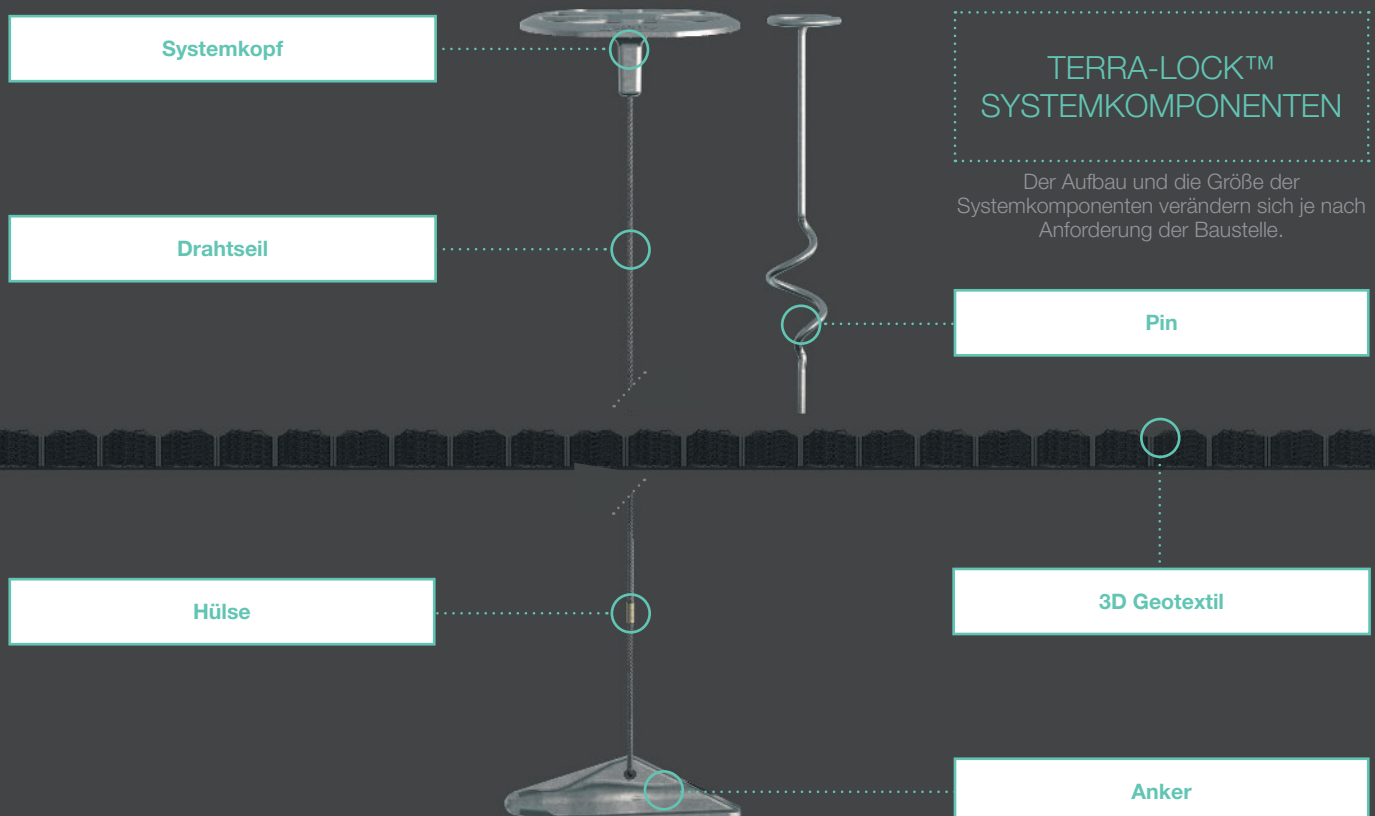 Systemkopf
TERRA-LOCK™
SYSTEMKOMPONENTEN
Der Aufbau und die Größe der
Systemkomponenten verändern sich je nach
Anforderung der Baustelle.
Drahtseil
Pin
Hülse
3D Geotextil
Anker